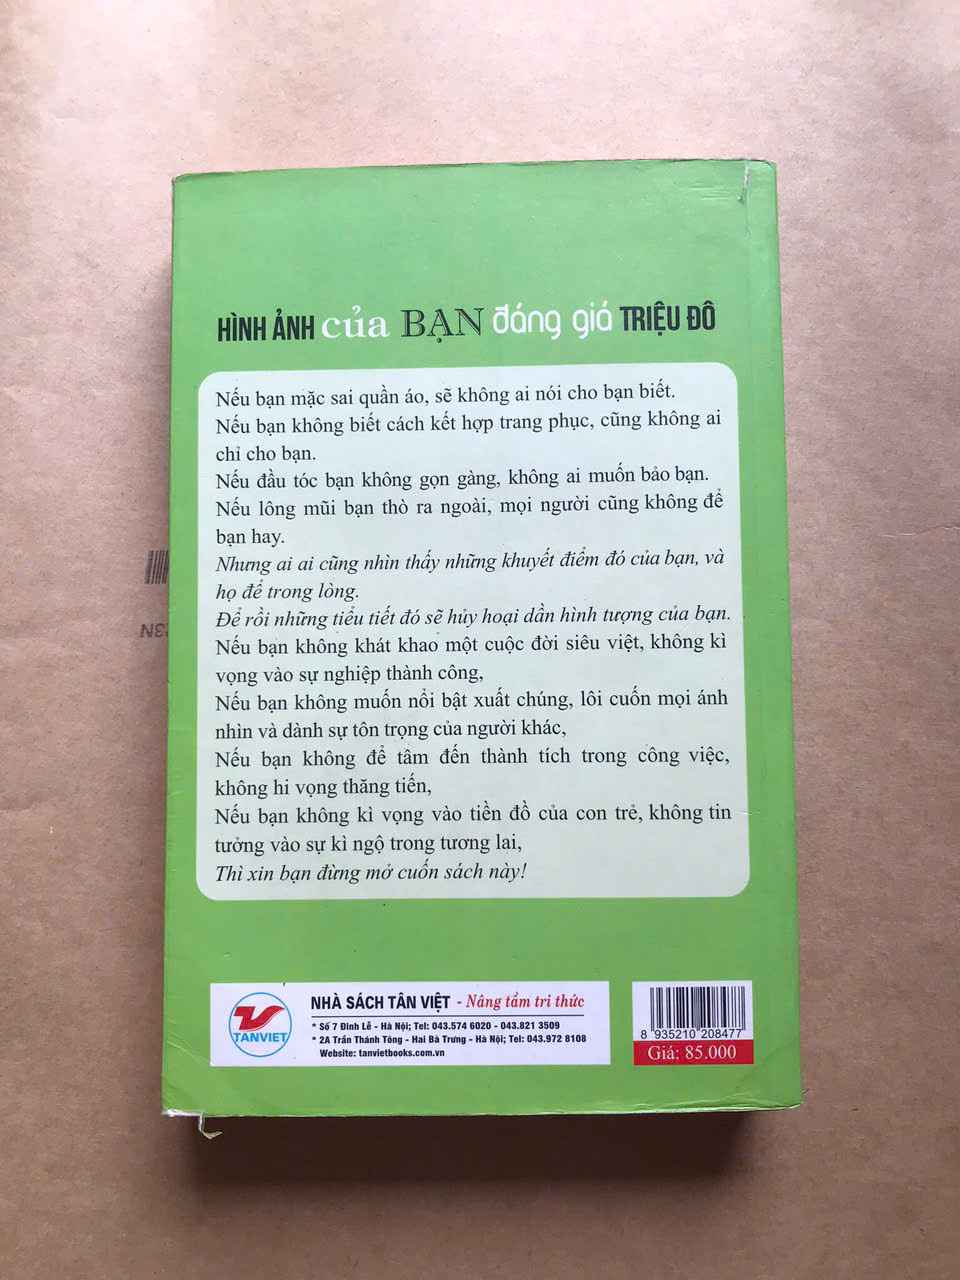 HÌNH ẢNH của BẠN đáng giá TRIỆU ĐÔ
Nếu bạn mặc sai quần áo, sẽ không ai nói cho bạn biết.
Nếu bạn không biết cách kết hợp trang phục, cũng không ai
chỉ cho bạn.
Nếu đầu tóc bạn không gọn gàng, không ai muốn bảo bạn.
Nếu lông mũi bạn thò ra ngoài, mọi người cũng không để
bạn hay.
Nhưng ai ai cũng nhìn thấy những khuyết điểm đó của bạn, và
họ để trong lòng.
Để rồi những tiểu tiết đó sẽ hủy hoại dần hình tượng của bạn.
Nếu bạn không khát khao một cuộc đời siêu việt, không kì
vọng vào sự nghiệp thành công,
Nếu bạn không muốn nổi bật xuất chúng, lôi cuốn mọi ánh
nhìn và dành sự tôn trọng của người khác,
Nếu bạn không để tâm đến thành tích trong công việc,
không hi vọng thăng tiến,
Nếu bạn không kì vọng vào tiền đồ của con trẻ, không tin
tưởng vào sự kì ngộ trong tương lai,
Thì xin bạn đừng mở cuốn sách này!
TANVIET
NHÀ SÁCH TÂN VIỆT - Nâng tầm tri thức
* Số 7 Đinh Lễ - Hà Nội; Tel: 043.574 6020 - 043.821 3509
* 2A Trần Thánh Tông - Hai Bà Trưng - Hà Nội; Tel: 043.972 8108
Website: tanvietbooks.com.vn
8 935210 208477
Giá: 85.000